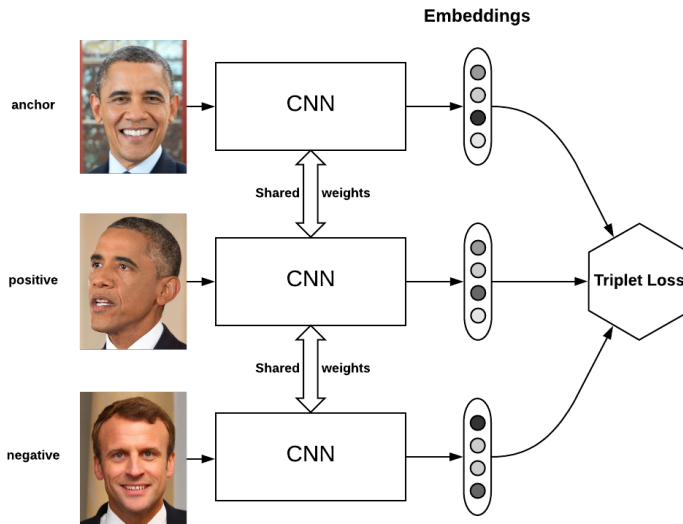 Embeddings
anchor
CNN
Shared weights
positive
CNN
Triplet Loss
Shared weights
negative
CNN